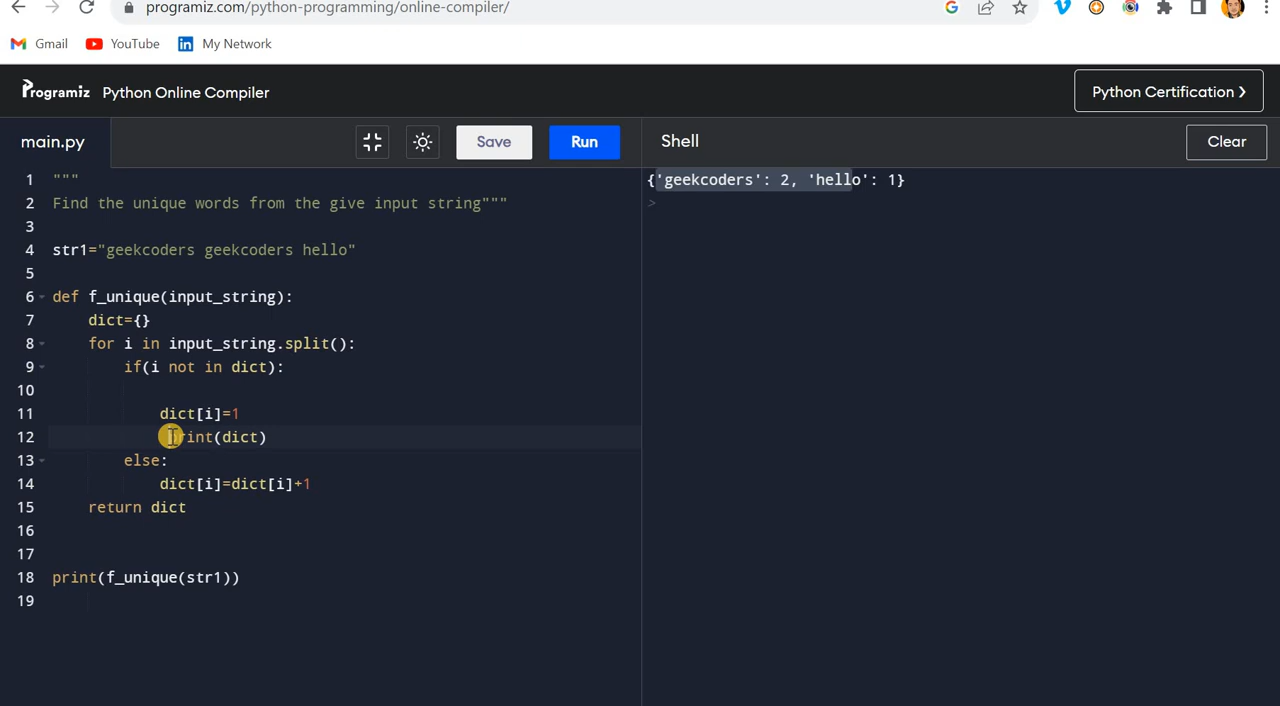 programiz.com/python-programming/online-compiler/
Gmail YouTube My Network
Programiz Python Online Compiler Python Certification
main.py Save Run Shell Clear
1 """
2 Find the unique words from the give input string"""
3
4 str1="geekcoders geekcoders hello"
5
6 def f_unique(input_string):
7 dict={}
8 for i in input_string.split():
9 if(i not in dict):
10
11 dict[i]=1
12 print(dict)
13 else:
14 dict[i]=dict[i]+1
15 return dict
16
17
18 print(f_unique(str1))
19
{'geekcoders': 2, 'hello': 1}
>